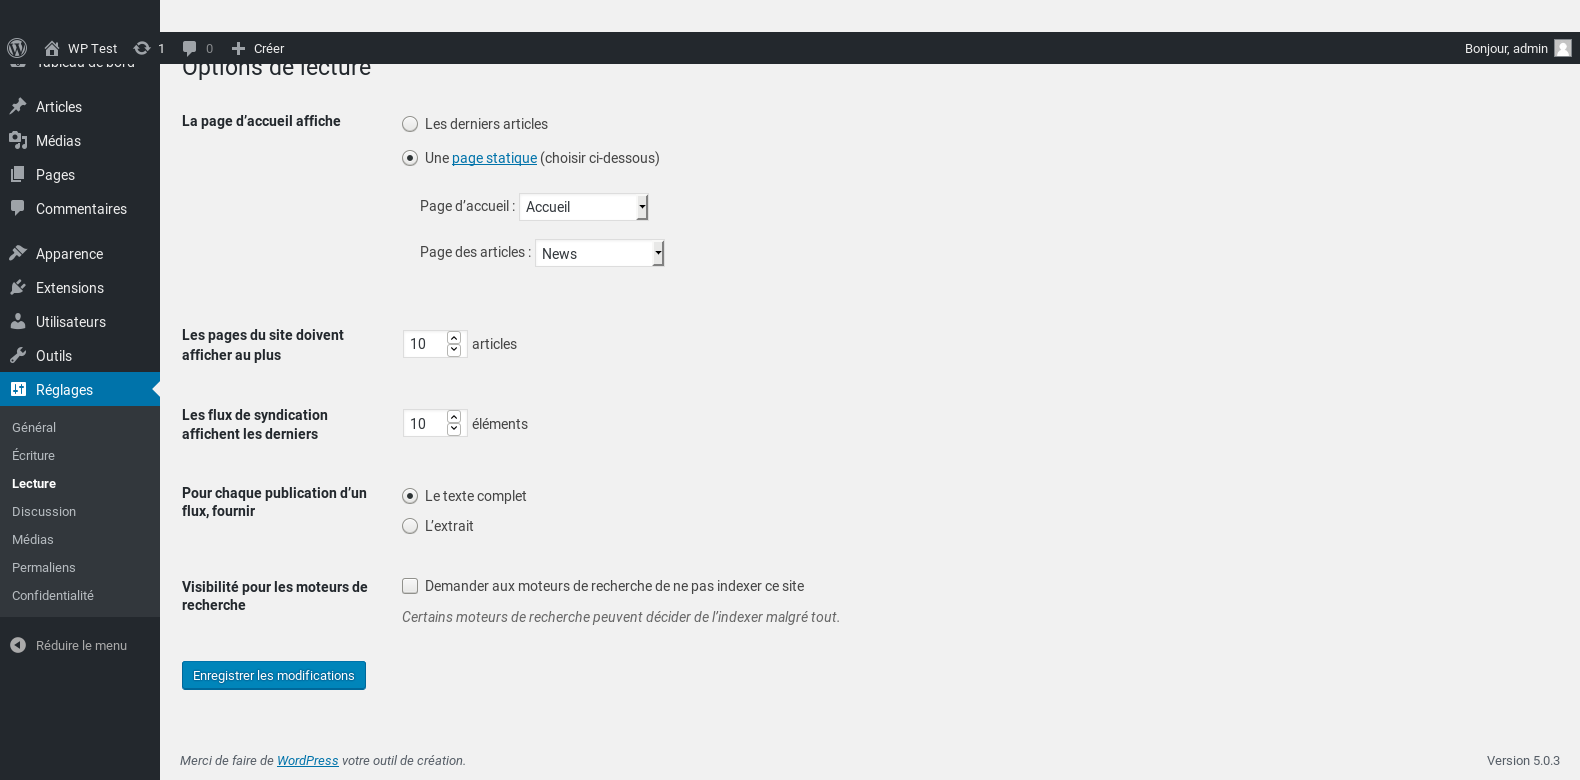 WP Test 1 0 Créer Bonjour, admin
Tableau de bord
Articles
Médias
Pages
Commentaires
Apparence
Extensions
Utilisateurs
Outils
Réglages
Général
Écriture
Lecture
Discussion
Médias
Permaliens
Confidentialité
Réduire le menu
Options de lecture
La page d’accueil affiche
Les derniers articles
Une page statique (choisir ci-dessous)
Page d’accueil : Accueil
Page des articles : News
Les pages du site doivent
afficher au plus
10 articles
Les flux de syndication
affichent les derniers
10 éléments
Pour chaque publication d’un
flux, fournir
Le texte complet
L’extrait
Visibilité pour les moteurs de
recherche
Demander aux moteurs de recherche de ne pas indexer ce site
Certains moteurs de recherche peuvent décider de l’indexer malgré tout.
Enregistrer les modifications
Merci de faire de WordPress votre outil de création.
Version 5.0.3